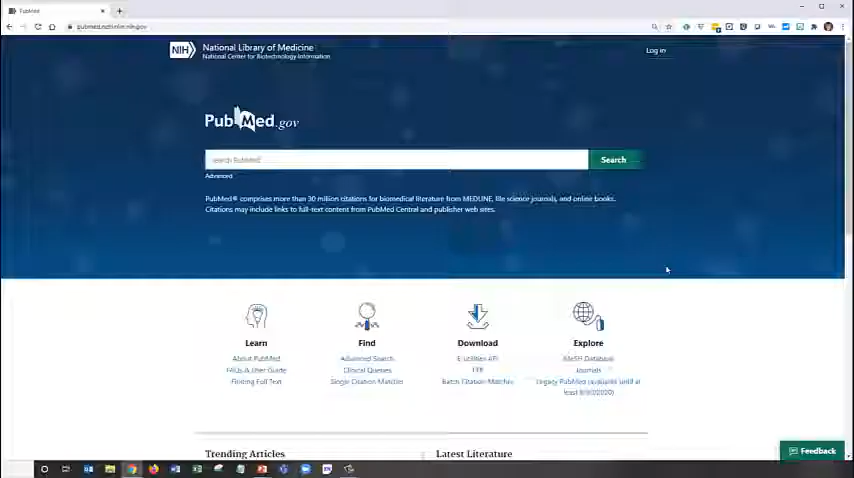 PubMed
pubmed.ncbi.nlm.nih.gov
NIH National Library of Medicine
National Center for Biotechnology Information
Log in
PubMed.gov
Search PubMed
Search
Advanced
PubMed® comprises more than 30 million citations for biomedical literature from MEDLINE, life science journals, and online books.
Citations may include links to full-text content from PubMed Central and publisher web sites.
Learn
About PubMed
FAQs & User Guide
Finding Full Text
Find
Advanced Search
Clinical Queries
Single Citation Matcher
Download
E-utilities API
FTP
Batch Citation Matcher
Explore
MeSH Database
Journals
Legacy PubMed (available until at
least
Trending Articles
Latest Literature
Feedback